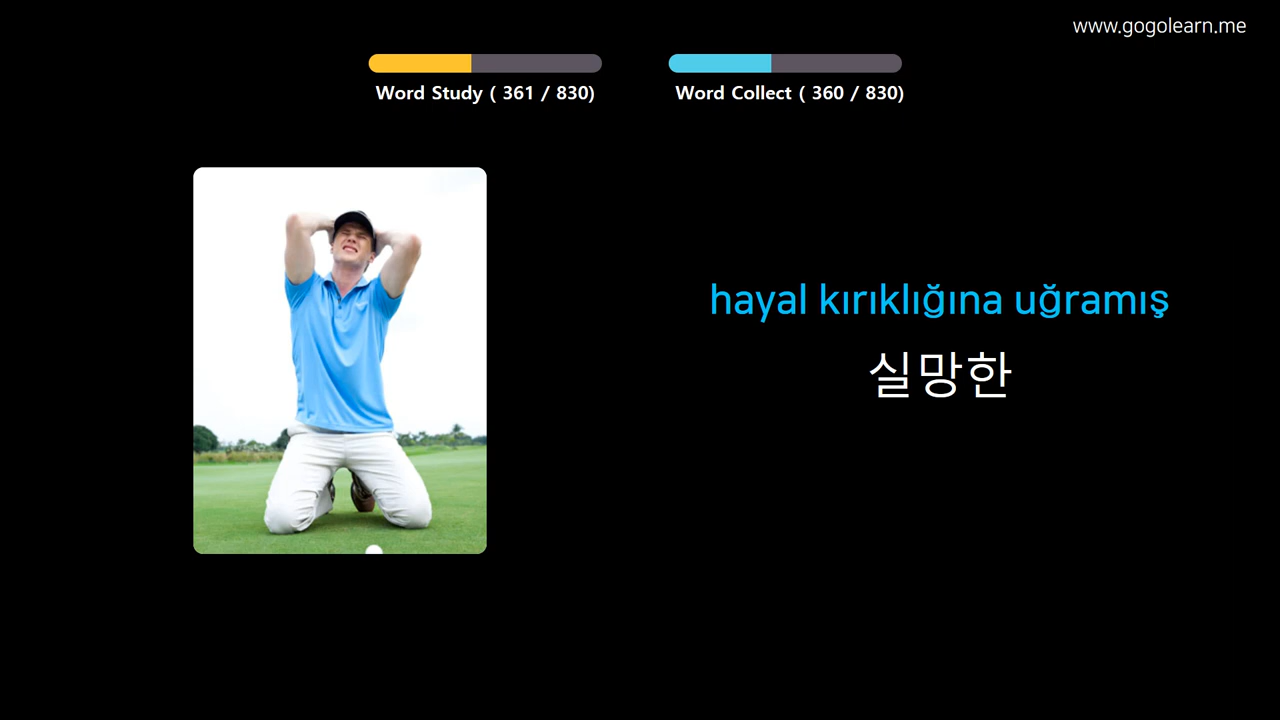 www.gogolearn.me
Word Study ( 361 / 830)
Word Collect ( 360 / 830)
hayal kırıklığına uğramış
실망한